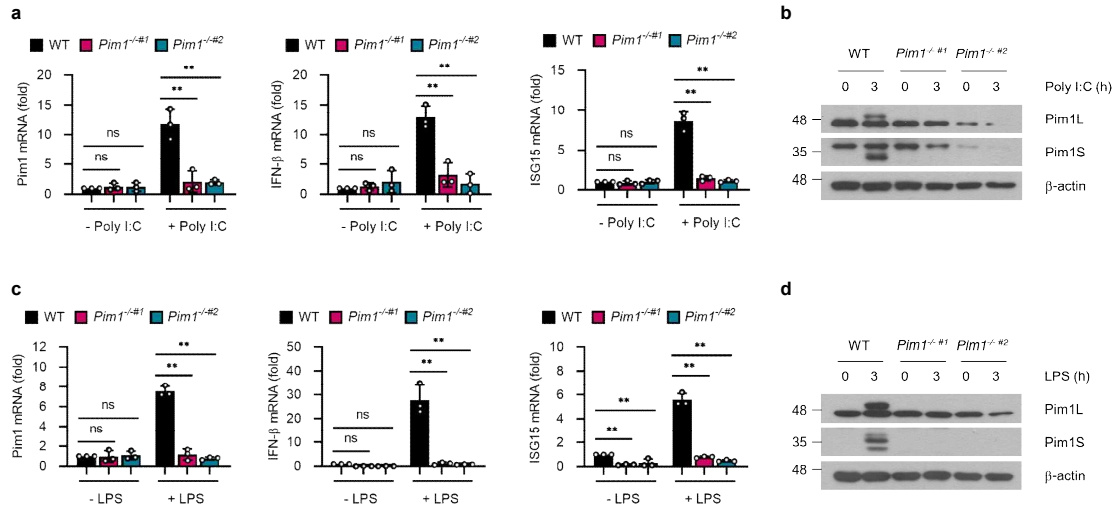 a
WT Pim1-/-#1 Pim1-/-#2
Pim1 mRNA (fold)
20
15
10
5
0
ns
ns
**
**
- Poly I:C + Poly I:C
WT Pim1-/-#1 Pim1-/-#2
IFN-β mRNA (fold)
20
15
10
5
0
ns
ns
**
**
- Poly I:C + Poly I:C
WT Pim1-/-#1 Pim1-/-#2
ISG15 mRNA (fold)
15
10
5
0
ns
ns
**
**
- Poly I:C + Poly I:C
b
WT Pim1-/- #1 Pim1-/- #2
0 3 0 3 0 3 Poly I:C (h)
48 Pim1L
35 Pim1S
48 β-actin
c
WT Pim1-/-#1 Pim1-/-#2
Pim1 mRNA (fold)
12
10
8
6
4
2
0
ns
ns
**
**
- LPS + LPS
WT Pim1-/-#1 Pim1-/-#2
IFN-β mRNA (fold)
50
40
30
20
10
0
ns
ns
**
**
- LPS + LPS
WT Pim1-/-#1 Pim1-/-#2
ISG15 mRNA (fold)
10
8
6
4
2
0
**
**
**
**
- LPS + LPS
d
WT Pim1-/- #1 Pim1-/- #2
0 3 0 3 0 3 LPS (h)
48 Pim1L
35 Pim1S
48 β-actin